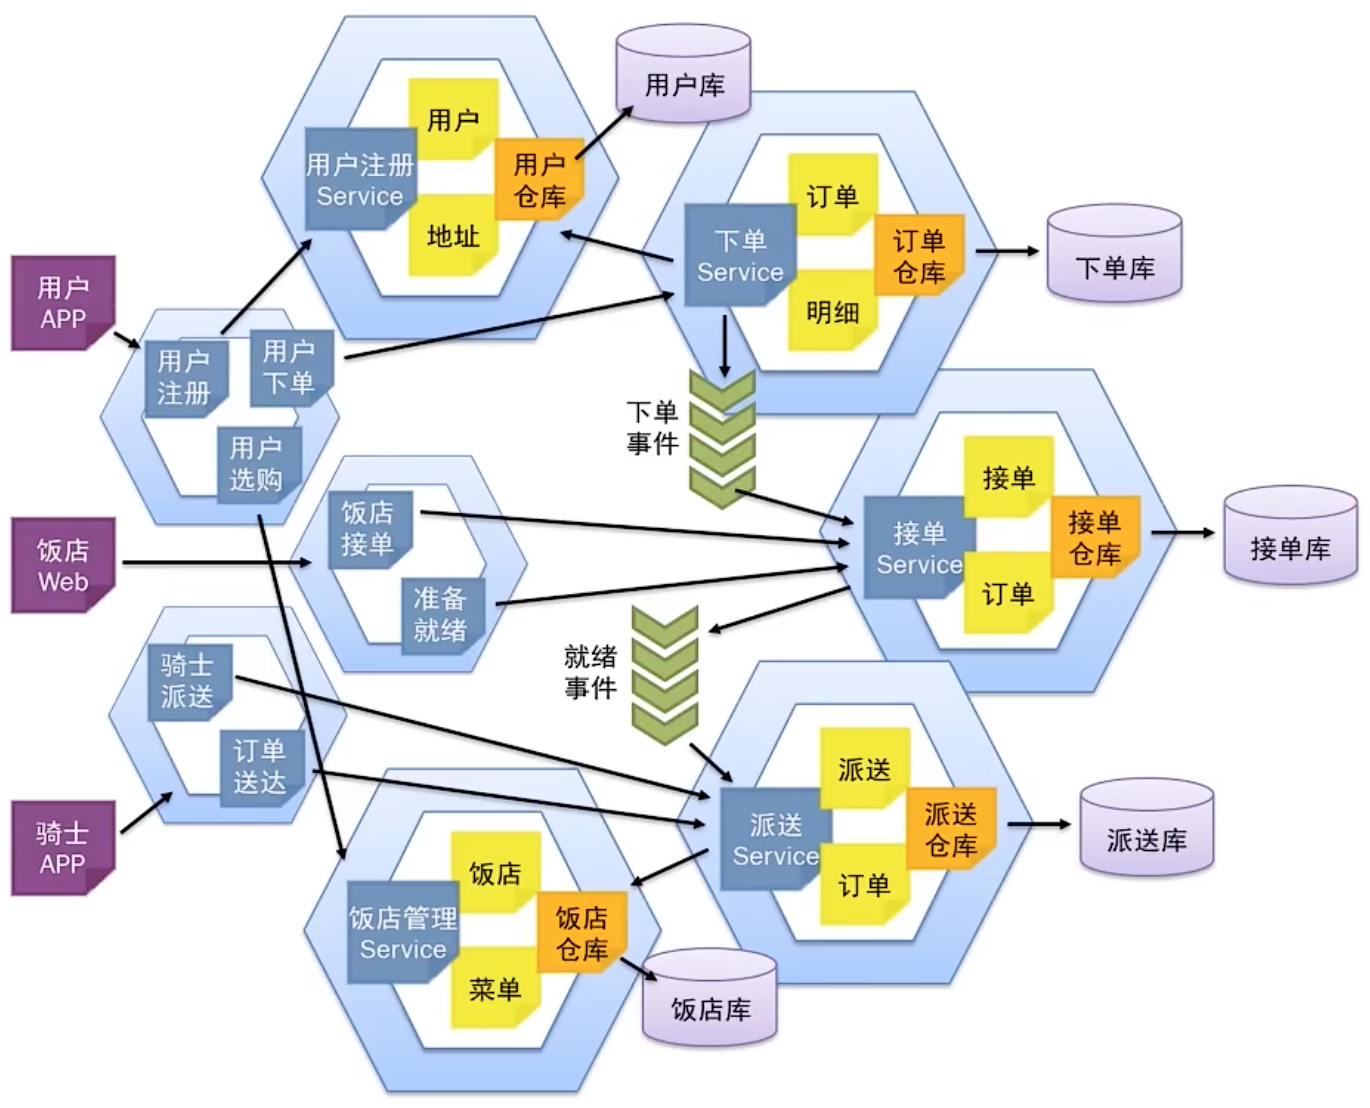 用户库
用户
用户注册
Service
用户
仓库
地址
订单
下单
Service
订单
仓库
明细
下单库
用户
APP
用户
注册
用户
下单
用户
选购
下单
事件
接单
接单
Service
接单
仓库
订单
接单库
饭店
Web
饭店
接单
准备
就绪
就绪
事件
骑士
派送
订单
送达
骑士
APP
派送
派送
Service
派送
仓库
订单
派送库
饭店
饭店管理
Service
饭店
仓库
菜单
饭店库